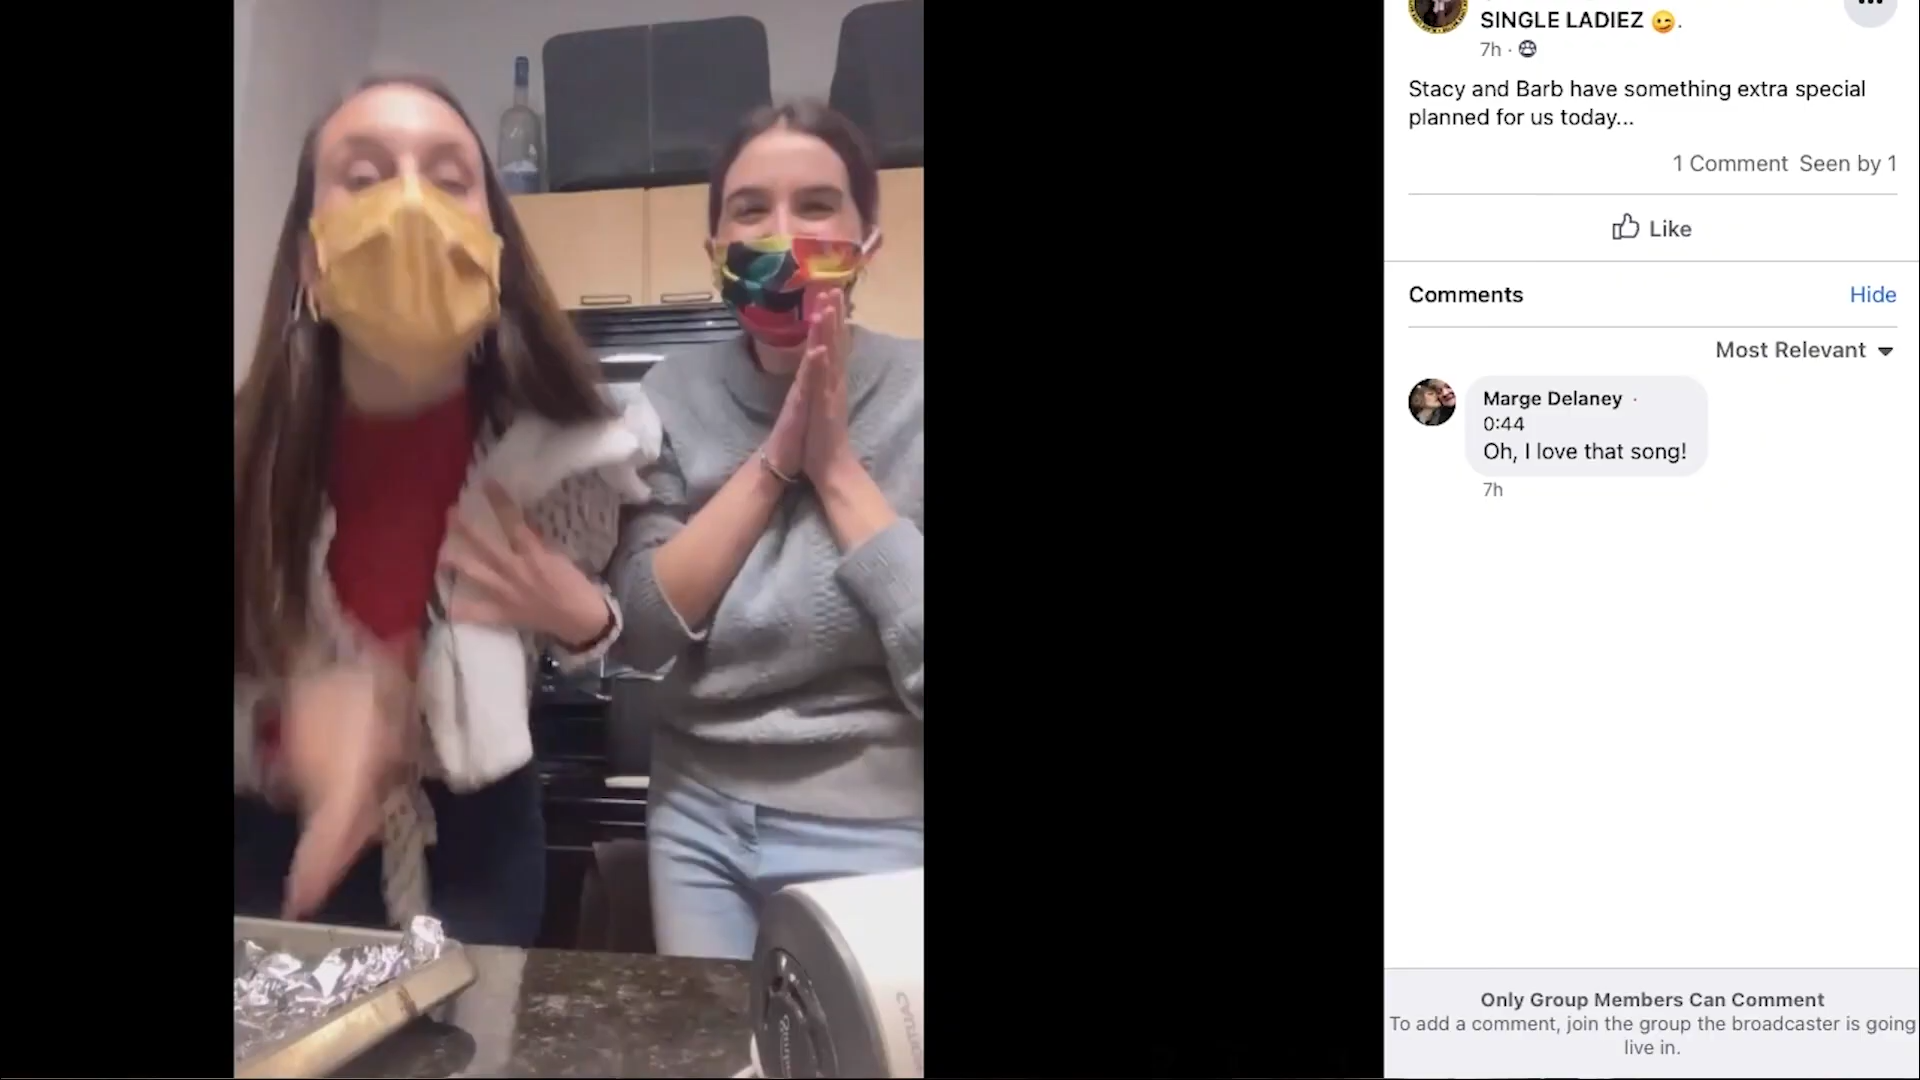 SINGLE LADIEZ 😜.
7h ·
Stacy and Barb have something extra special
planned for us today...
1 Comment Seen by 1
Like
Comments
Hide
Most Relevant
Marge Delaney ·
0:44
Oh, I love that song!
7h
Only Group Members Can Comment
To add a comment, join the group the broadcaster is going
live in.